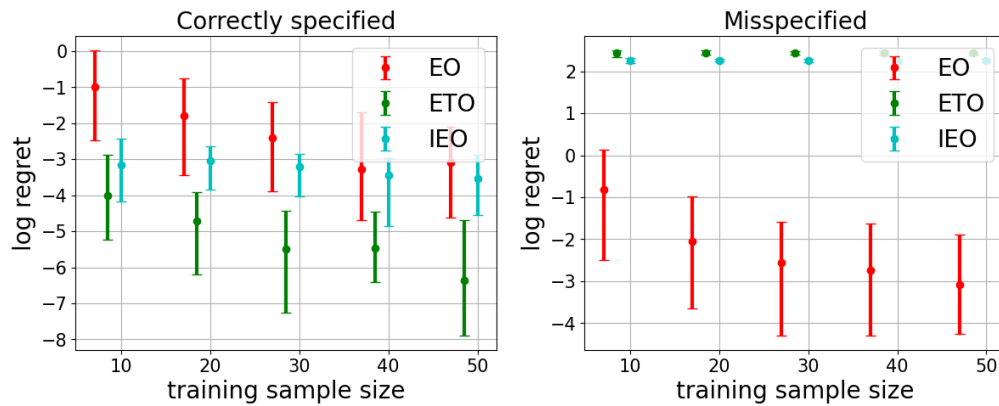 Correctly specified
log regret
0
−1
−2
−3
−4
−5
−6
−7
−8
EO
ETO
IEO
10 20 30 40 50
training sample size
Misspecified
log regret
2
1
0
−1
−2
−3
−4
EO
ETO
IEO
10 20 30 40 50
training sample size